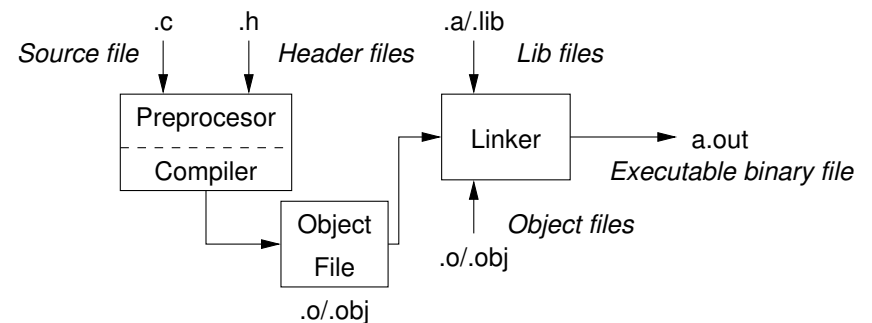 .c
.h
.a/.lib
Source file
Header files
Lib files
Preprocesor
Compiler
Linker
a.out
Executable binary file
Object
File
.o/.obj
Object files
.o/.obj